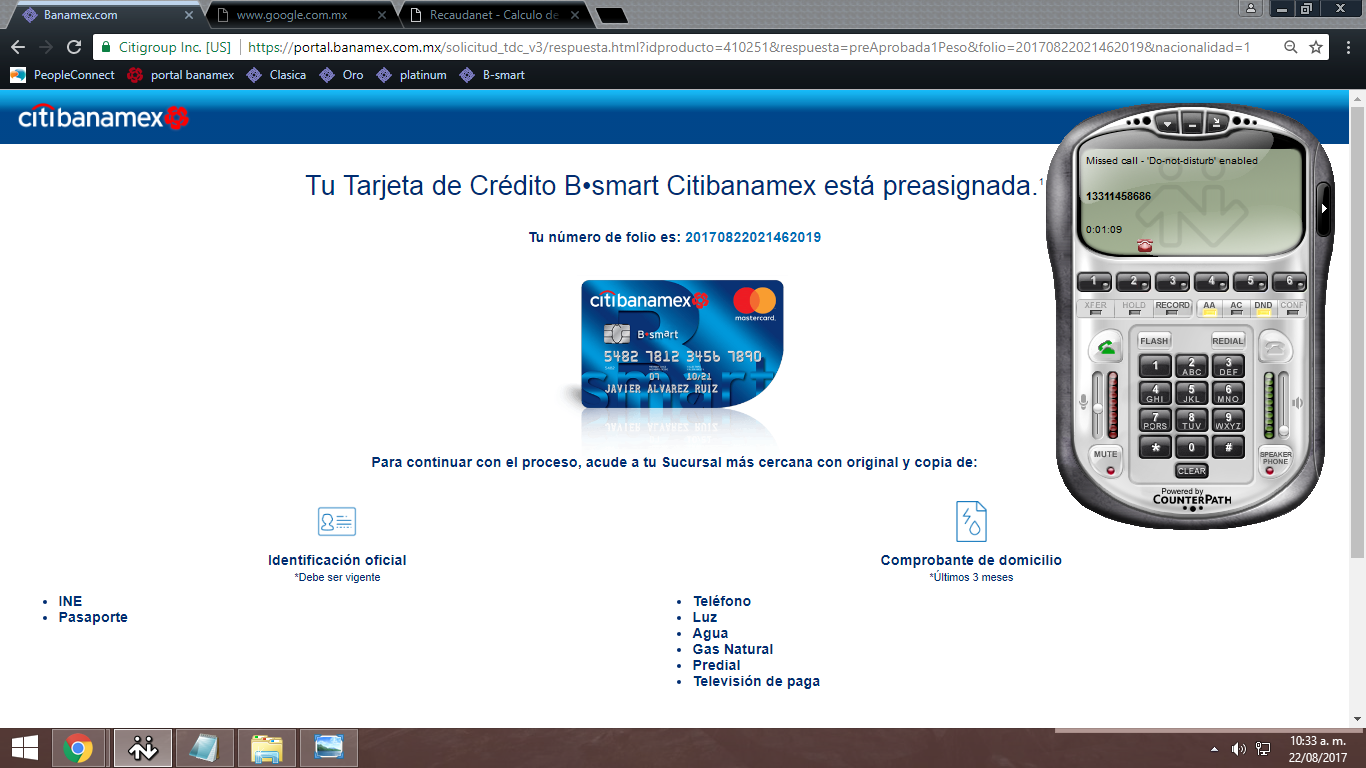 Banamex.com
www.google.com.mx
Recaudanet - Calculo de
Citigroup Inc. [US]
https://portal.banamex.com.mx/solicitud_tdc_v3/respuesta.html?idproducto=410251&respuesta=preAprobada1Peso&folio=20170822021462019&nacionalidad=1
PeopleConnect
portal banamex
Clasica
Oro
platinum
B-smart
citibanamex
Tu Tarjeta de Crédito B•smart Citibanamex está preasignada.
Tu número de folio es: 20170822021462019
citibanamex
mastercard.
B•smart
5482 7812 3456 7890
5482
07 10/21
JAVIER ALVAREZ RUIZ
Para continuar con el proceso, acude a tu Sucursal más cercana con original y copia de:
Identificación oficial
*Debe ser vigente
• INE
• Pasaporte
Comprobante de domicilio
*Últimos 3 meses
• Teléfono
• Luz
• Agua
• Gas Natural
• Predial
• Televisión de paga
Missed call - 'Do-not-disturb' enabled
13311458686
0:01:09
1 2 3 4 5 6
XFER HOLD RECORD AA AC DND CONF
FLASH REDIAL
1 2 ABC 3 DEF
4 GHI 5 JKL 6 MNO
7 PQRS 8 TUV 9 WXYZ
* 0 #
MUTE
CLEAR
SPEAKER PHONE
Powered by
COUNTERPATH
10:33 a. m.
22/08/2017